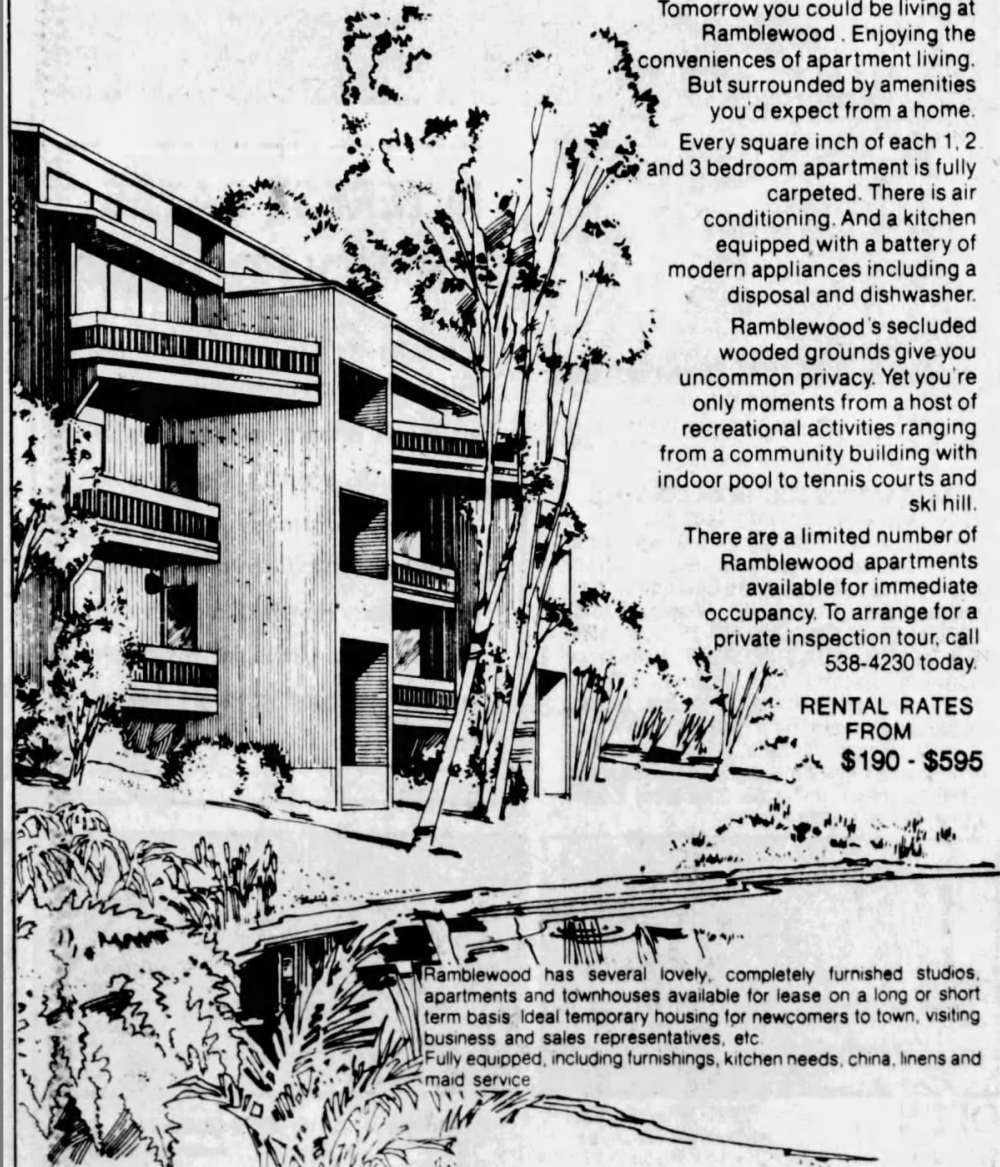 Tomorrow you could be living at
Ramblewood. Enjoying the
conveniences of apartment living.
But surrounded by amenities
you'd expect from a home.
Every square inch of each 1, 2
and 3 bedroom apartment is fully
carpeted. There is air
conditioning. And a kitchen
equipped with a battery of
modern appliances including a
disposal and dishwasher.
Ramblewood's secluded
wooded grounds give you
uncommon privacy. Yet you're
only moments from a host of
recreational activities ranging
from a community building with
indoor pool to tennis courts and
ski hill.
There are a limited number of
Ramblewood apartments
available for immediate
occupancy. To arrange for a
private inspection tour, call
538-4230 today.
RENTAL RATES
FROM
$190 - $595
Ramblewood has several lovely, completely furnished studios,
apartments and townhouses available for lease on a long or short
term basis. Ideal temporary housing for newcomers to town, visiting
business and sales representatives, etc.
Fully equipped, including furnishings, kitchen needs, china, linens and
maid service